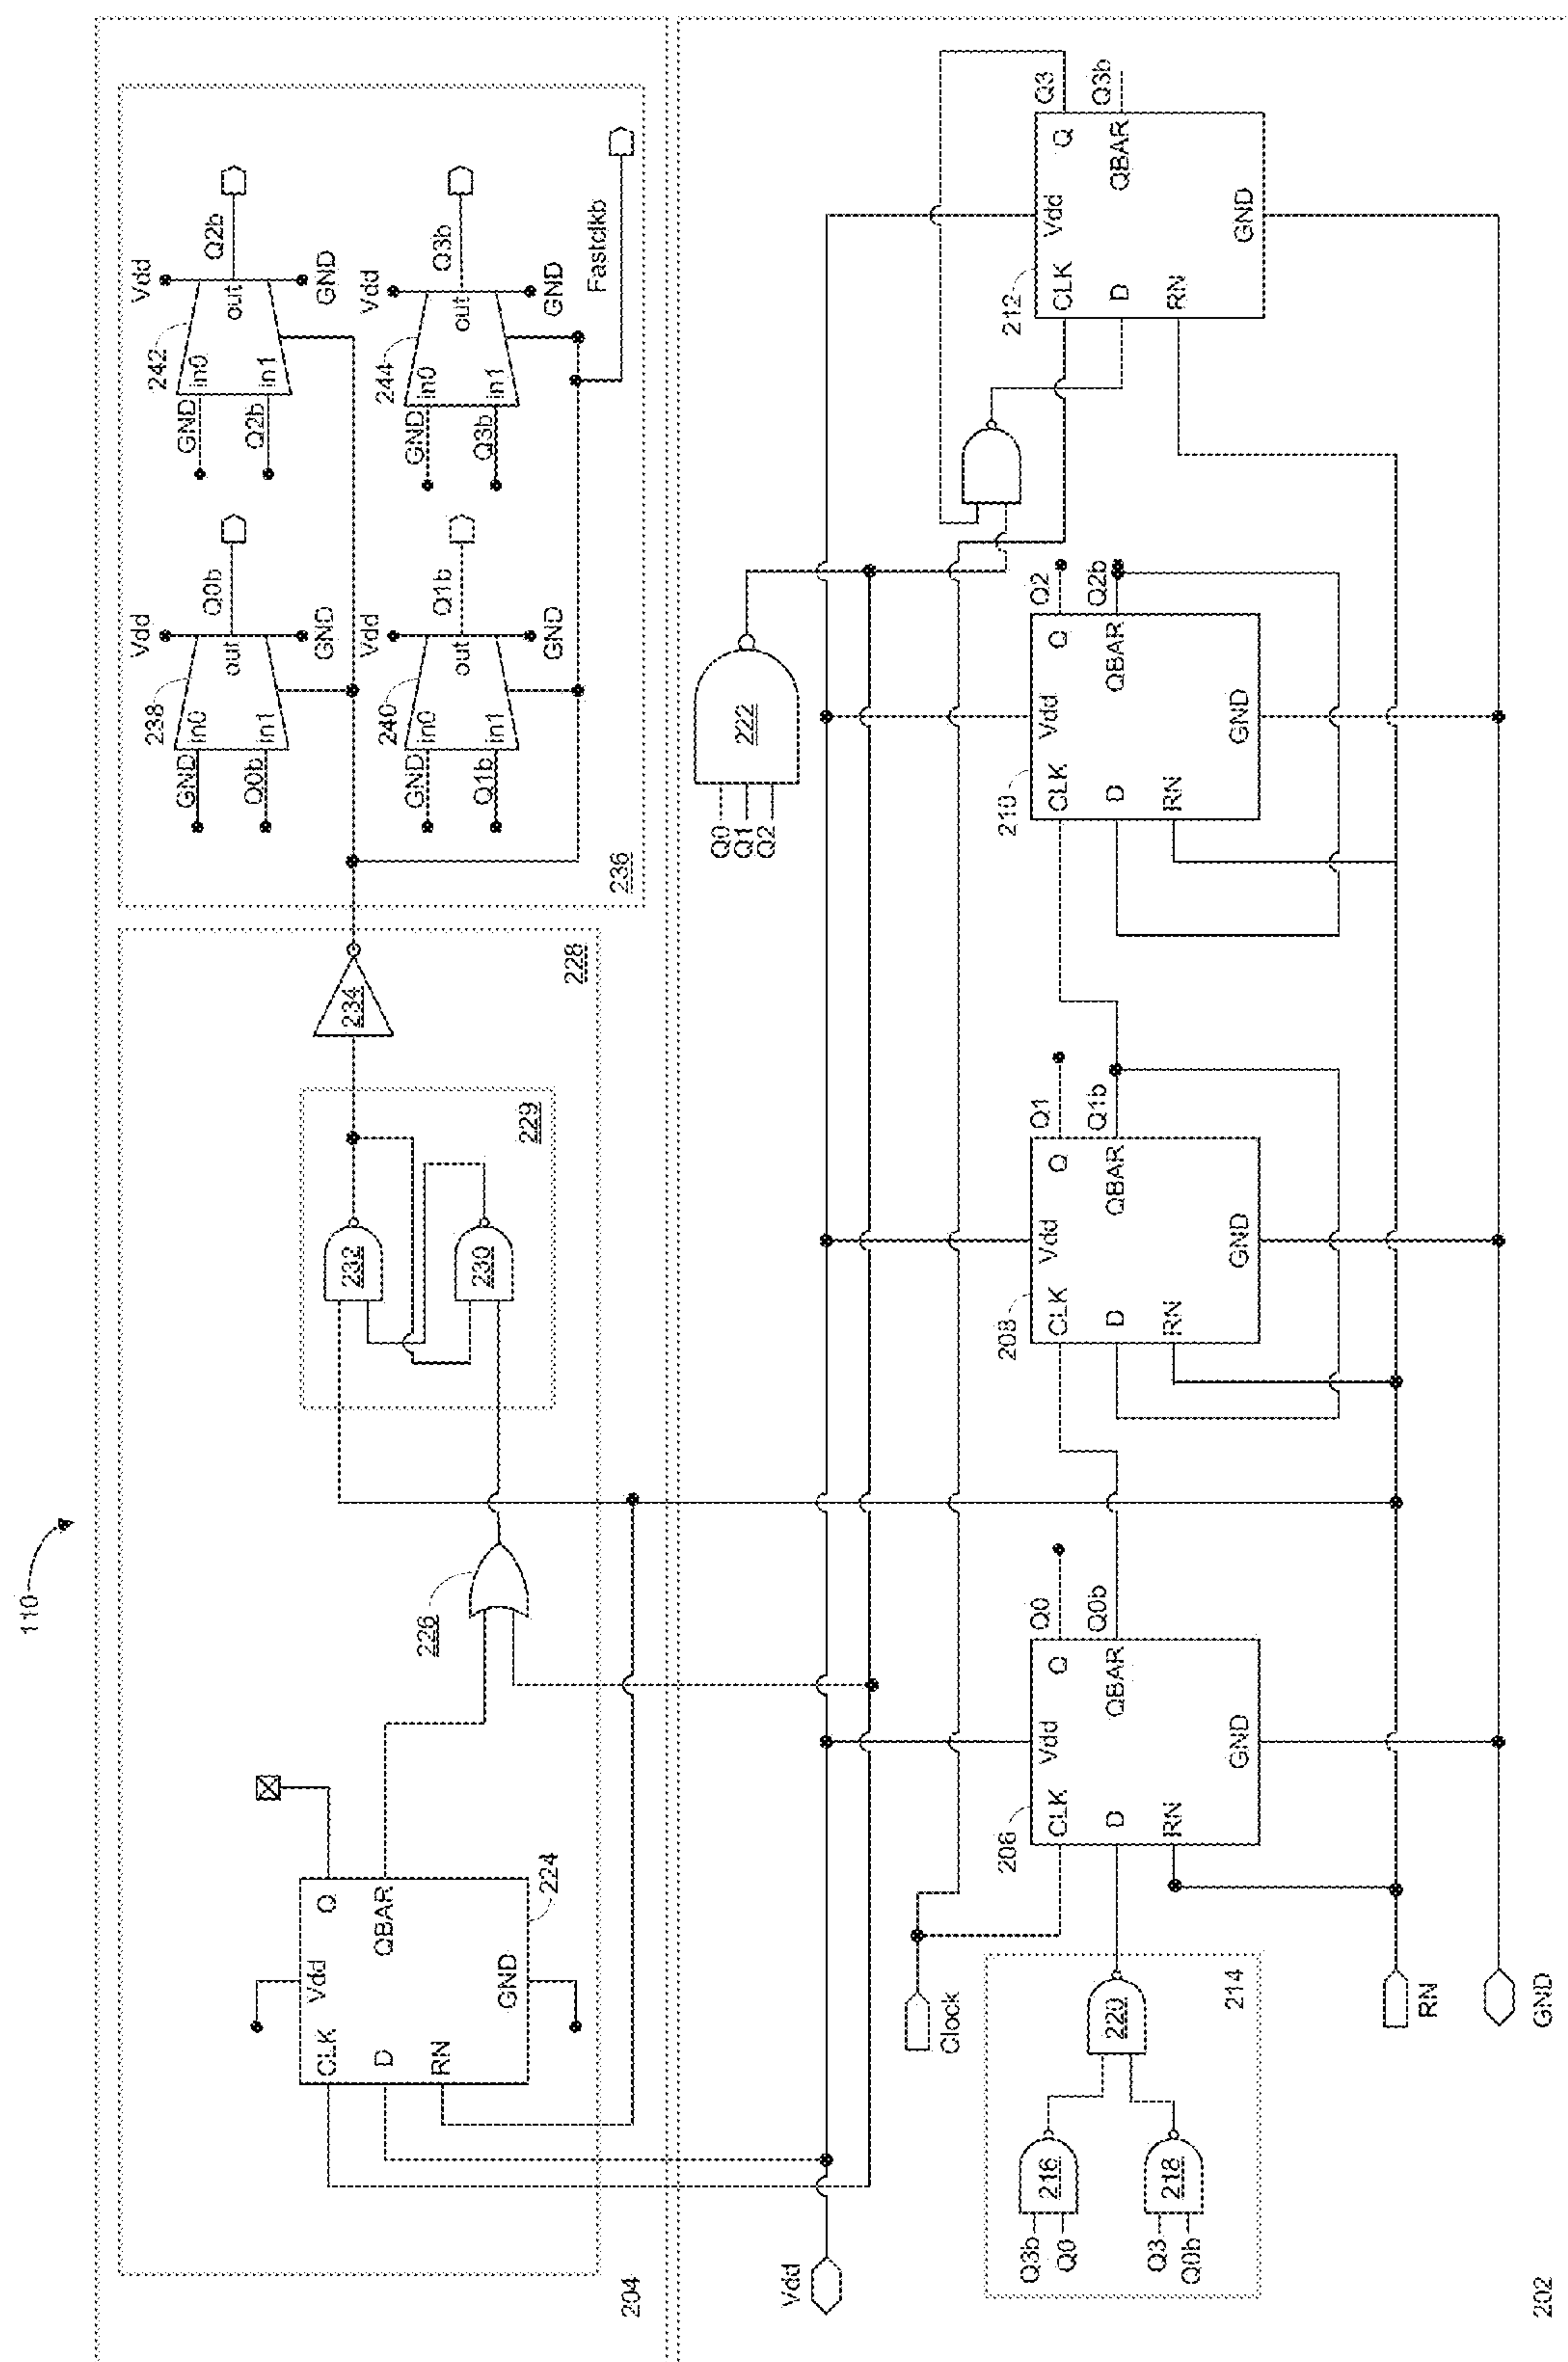 110
204
228
224
CLK
Vdd
Q
D
QBAR
RN
GND
226
229
232
230
234
236
238
Vdd
GND
in0
out
Q0b
Q0b
in1
GND
242
Vdd
GND
in0
out
Q2b
Q2b
in1
GND
240
Vdd
GND
in0
out
Q1b
Q1b
in1
GND
244
Vdd
GND
in0
out
Q3b
Q3b
in1
GND
Fastclkb
202
Vdd
Q0
Q1
Q2
222
Clock
214
Q3b
Q0
216
Q3
Q0b
218
220
206
CLK
Vdd
Q
Q0
D
QBAR
Q0b
RN
GND
208
CLK
Vdd
Q
Q1
D
QBAR
Q1b
RN
GND
210
CLK
Vdd
Q
Q2
D
QBAR
Q2b
RN
GND
212
CLK
Vdd
Q
Q3
D
QBAR
Q3b
RN
GND
RN
GND